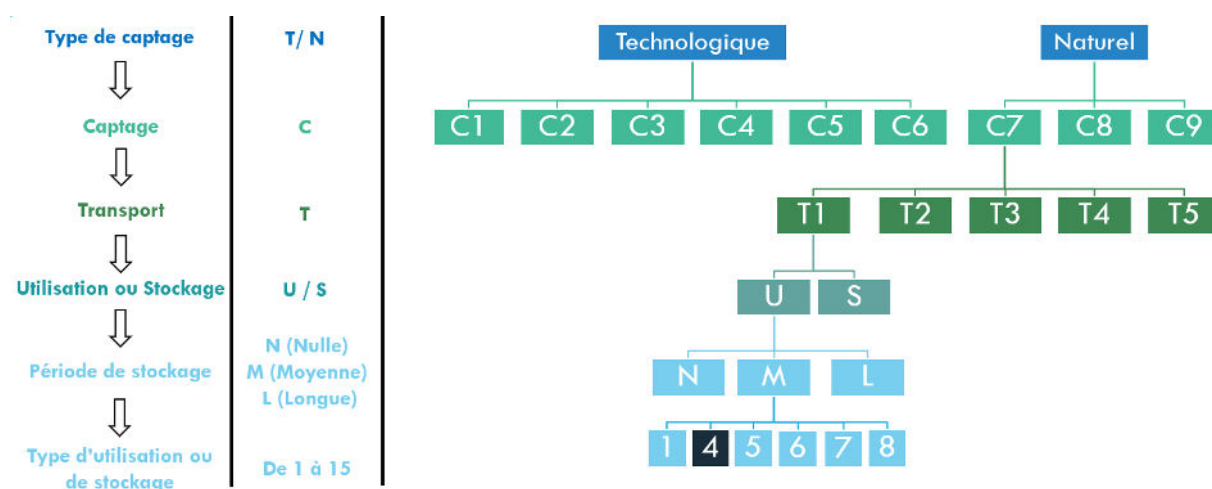 Type de captage
T/ N
Technologique
Naturel
Captage
C
C1 C2 C3 C4 C5 C6 C7 C8 C9
Transport
T
T1 T2 T3 T4 T5
Utilisation ou Stockage
U / S
U S
Période de stockage
N (Nulle)
M (Moyenne)
L (Longue)
N M L
Type d'utilisation ou
de stockage
De 1 à 15
1 4 5 6 7 8